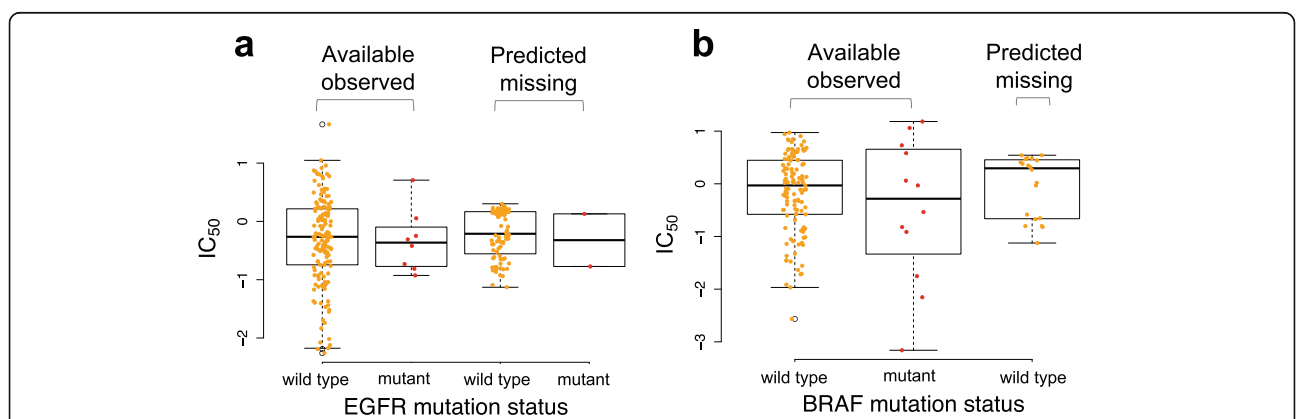 a
Available
observed
Predicted
missing
IC50
1
0
−1
−2
wild type
mutant
wild type
mutant
EGFR mutation status
b
Available
observed
Predicted
missing
IC50
1
0
−1
−2
−3
wild type
mutant
wild type
BRAF mutation status